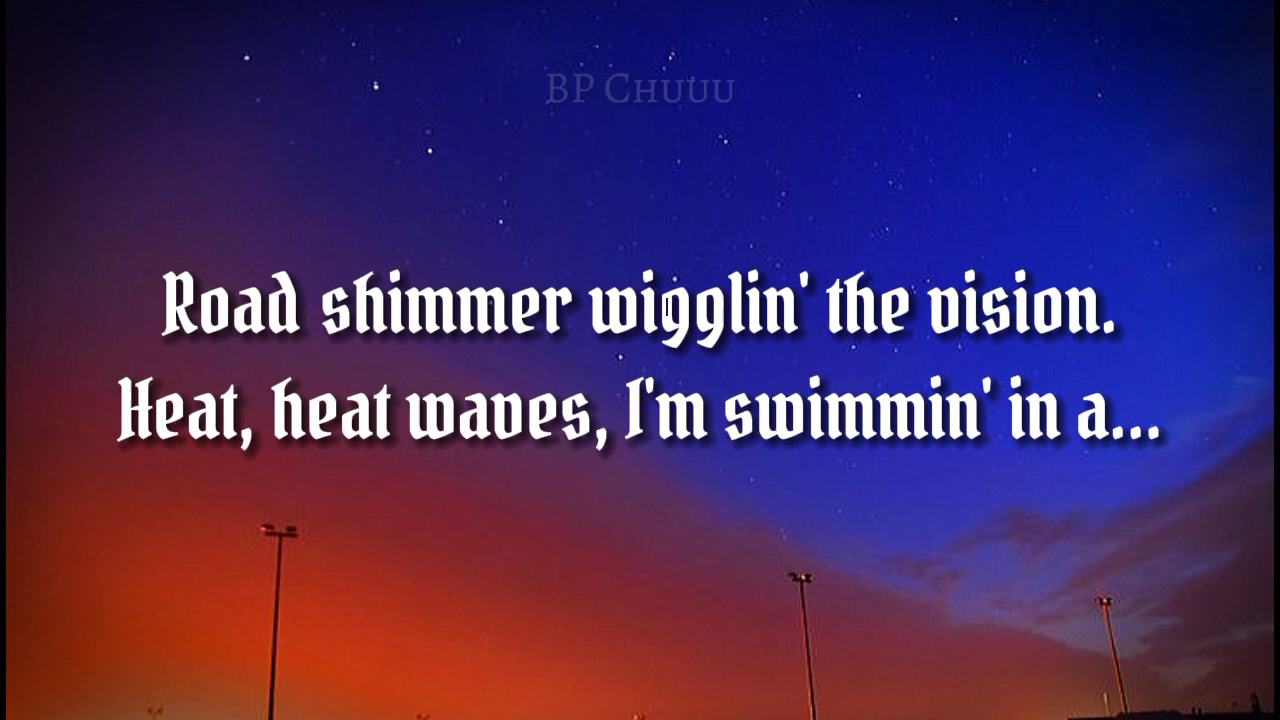 BP Chuuu
Road shimmer wigglin' the vision.
Heat, heat waves, I'm swimmin' in a...